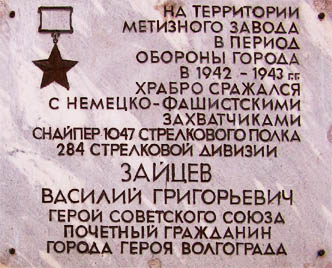 НА ТЕРРИТОРИИ
МЕТИЗНОГО ЗАВОДА
В ПЕРИОД
ОБОРОНЫ ГОРОДА
В 1942 - 1943 г.г.
ХРАБРО СРАЖАЛСЯ
С НЕМЕЦКО-ФАШИСТСКИМИ
ЗАХВАТЧИКАМИ
СНАЙПЕР 1047 СТРЕЛКОВОГО ПОЛКА
284 СТРЕЛКОВОЙ ДИВИЗИИ
ЗАЙЦЕВ
ВАСИЛИЙ ГРИГОРЬЕВИЧ
ГЕРОЙ СОВЕТСКОГО СОЮЗА
ПОЧЕТНЫЙ ГРАЖДАНИН
ГОРОДА ГЕРОЯ ВОЛГОГРАДА